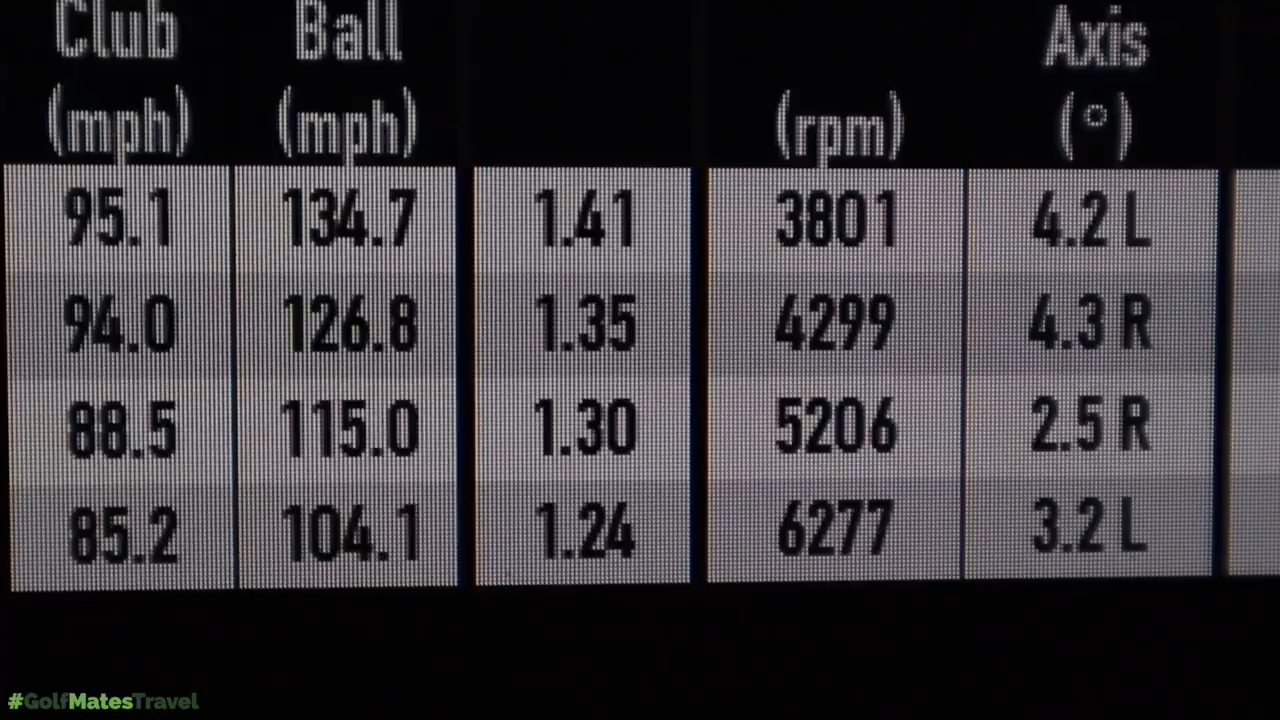 Club Ball Axis
(mph) (mph) (rpm) (°)
95.1 134.7 1.41 3801 4.2 L
94.0 126.8 1.35 4299 4.3 R
88.5 115.0 1.30 5206 2.5 R
85.2 104.1 1.24 6277 3.2 L
#GolfMatesTravel